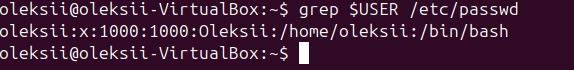 oleksii@oleksii-VirtualBox:~$ grep $USER /etc/passwd
oleksii:x:1000:1000:Oleksii:/home/oleksii:/bin/bash
oleksii@oleksii-VirtualBox:~$